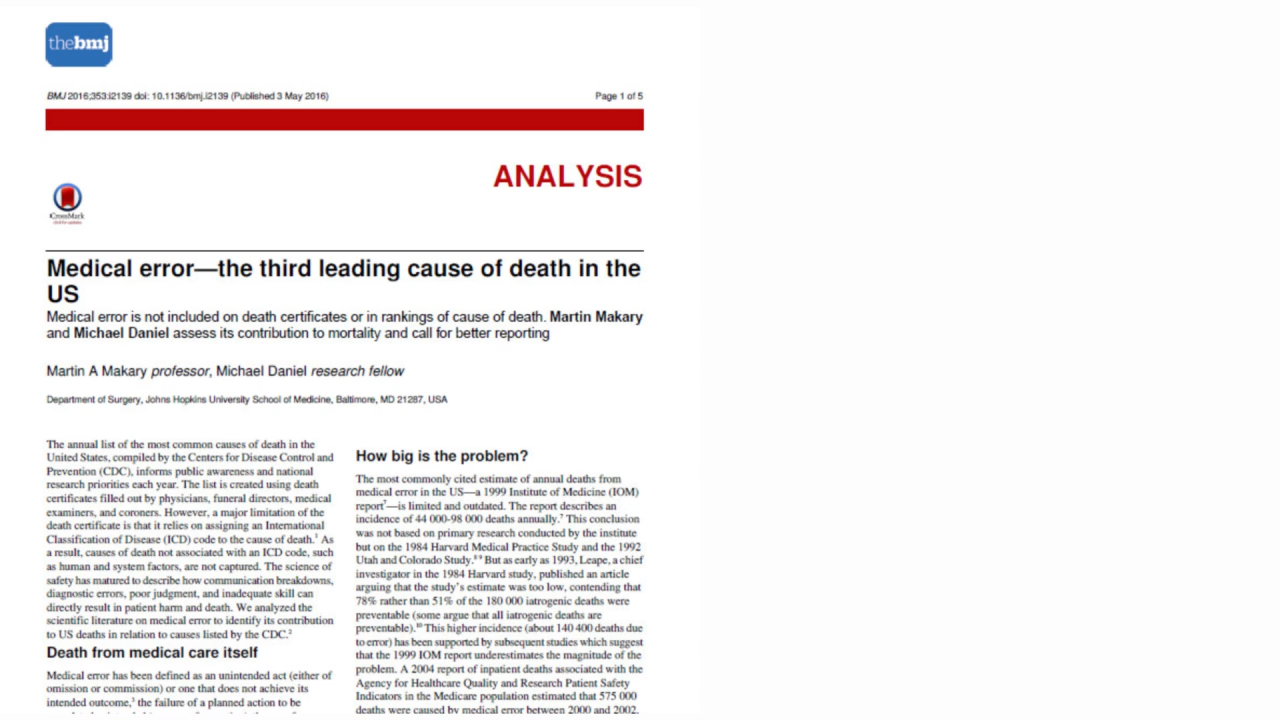 thebmj
BMJ 2016;353:i2139 doi: 10.1136/bmj.i2139 (Published 3 May 2016)
Page 1 of 5
ANALYSIS
CrossMark
Medical error—the third leading cause of death in the
US
Medical error is not included on death certificates or in rankings of cause of death. Martin Makary
and Michael Daniel assess its contribution to mortality and call for better reporting
Martin A Makary professor, Michael Daniel research fellow
Department of Surgery, Johns Hopkins University School of Medicine, Baltimore, MD 21287, USA
The annual list of the most common causes of death in the
United States, compiled by the Centers for Disease Control and
Prevention (CDC), informs public awareness and national
research priorities each year. The list is created using death
certificates filled out by physicians, funeral directors, medical
examiners, and coroners. However, a major limitation of the
death certificate is that it relies on assigning an International
Classification of Disease (ICD) code to the cause of death.¹ As
a result, causes of death not associated with an ICD code, such
as human and system factors, are not captured. The science of
safety has matured to describe how communication breakdowns,
diagnostic errors, poor judgment, and inadequate skill can
directly result in patient harm and death. We analyzed the
scientific literature on medical error to identify its contribution
to US deaths in relation to causes listed by the CDC.²
Death from medical care itself
Medical error has been defined as an unintended act (either of
omission or commission) or one that does not achieve its
intended outcome,³ the failure of a planned action to be
How big is the problem?
The most commonly cited estimate of annual deaths from
medical error in the US—a 1999 Institute of Medicine (IOM)
report⁷—is limited and outdated. The report describes an
incidence of 44 000-98 000 deaths annually.⁷ This conclusion
was not based on primary research conducted by the institute
but on the 1984 Harvard Medical Practice Study and the 1992
Utah and Colorado Study.⁸ ⁹ But as early as 1993, Leape, a chief
investigator in the 1984 Harvard study, published an article
arguing that the study's estimate was too low, contending that
78% rather than 51% of the 180 000 iatrogenic deaths were
preventable (some argue that all iatrogenic deaths are
preventable).¹⁰ This higher incidence (about 140 400 deaths due
to error) has been supported by subsequent studies which suggest
that the 1999 IOM report underestimates the magnitude of the
problem. A 2004 report of inpatient deaths associated with the
Agency for Healthcare Quality and Research Patient Safety
Indicators in the Medicare population estimated that 575 000
deaths were caused by medical error between 2000 and 2002,